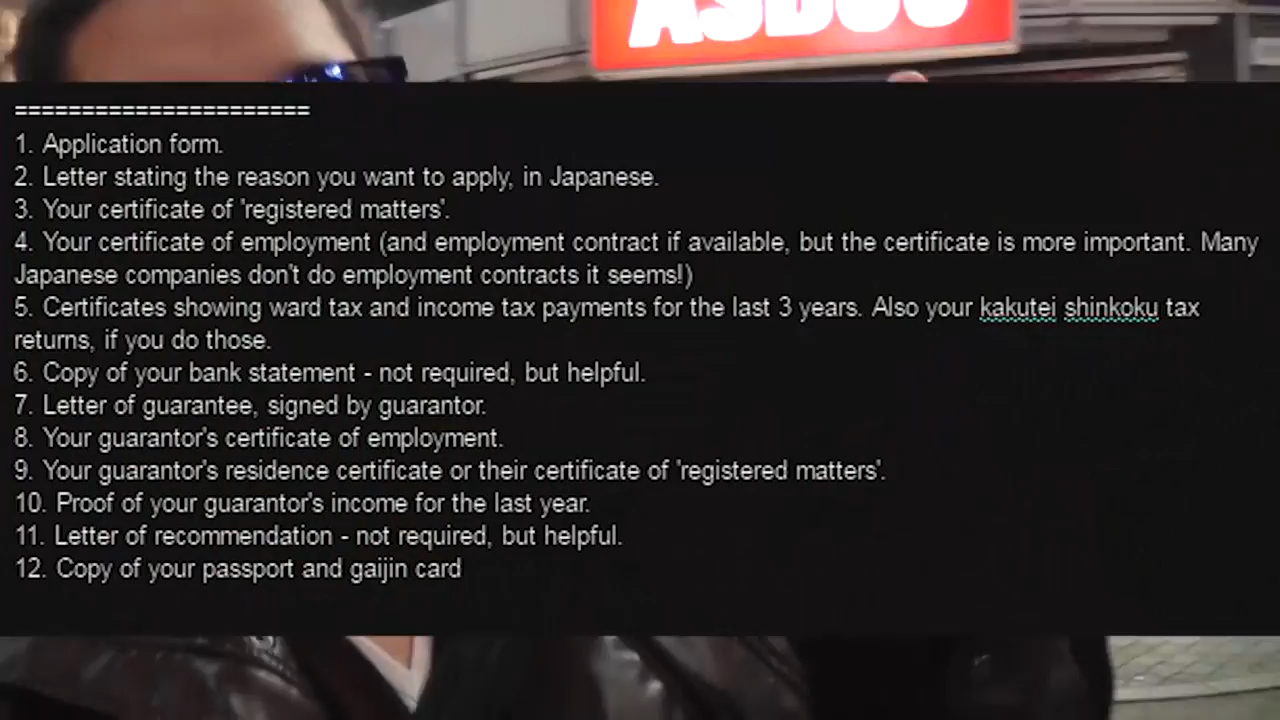 ASDOO
======================
1. Application form.
2. Letter stating the reason you want to apply, in Japanese.
3. Your certificate of 'registered matters'.
4. Your certificate of employment (and employment contract if available, but the certificate is more important. Many
Japanese companies don't do employment contracts it seems!)
5. Certificates showing ward tax and income tax payments for the last 3 years. Also your kakutei shinkoku tax
returns, if you do those.
6. Copy of your bank statement - not required, but helpful.
7. Letter of guarantee, signed by guarantor.
8. Your guarantor's certificate of employment.
9. Your guarantor's residence certificate or their certificate of 'registered matters'.
10. Proof of your guarantor's income for the last year.
11. Letter of recommendation - not required, but helpful.
12. Copy of your passport and gaijin card